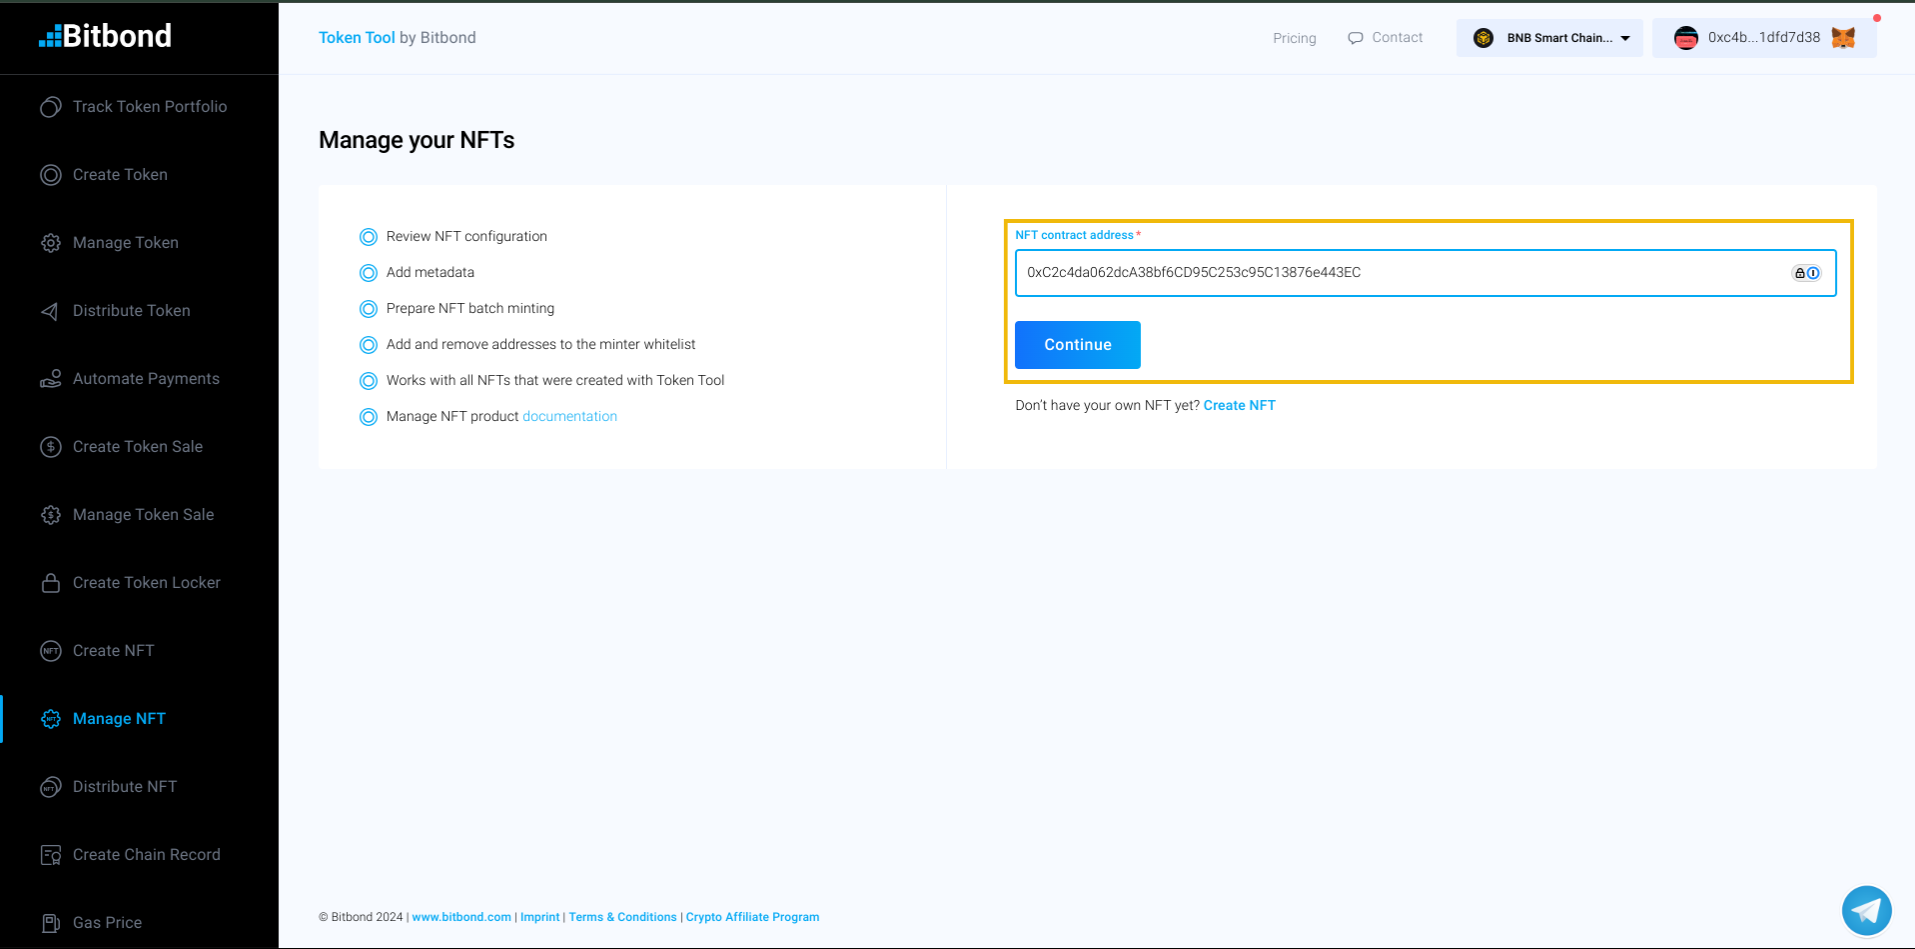 Bitbond
Token Tool by Bitbond
Pricing
Contact
BNB Smart Chain...
0xc4b...1dfd7d38
Track Token Portfolio
Create Token
Manage Token
Distribute Token
Automate Payments
Create Token Sale
Manage Token Sale
Create Token Locker
NFT
Create NFT
NFT
Manage NFT
NFT
Distribute NFT
Create Chain Record
Gas Price
Manage your NFTs
Review NFT configuration
Add metadata
Prepare NFT batch minting
Add and remove addresses to the minter whitelist
Works with all NFTs that were created with Token Tool
Manage NFT product documentation
NFT contract address*
0xC2c4da062dcA38bf6CD95C253c95C13876e443EC
Continue
Don't have your own NFT yet? Create NFT
© Bitbond 2024 | www.bitbond.com | Imprint | Terms & Conditions | Crypto Affiliate Program